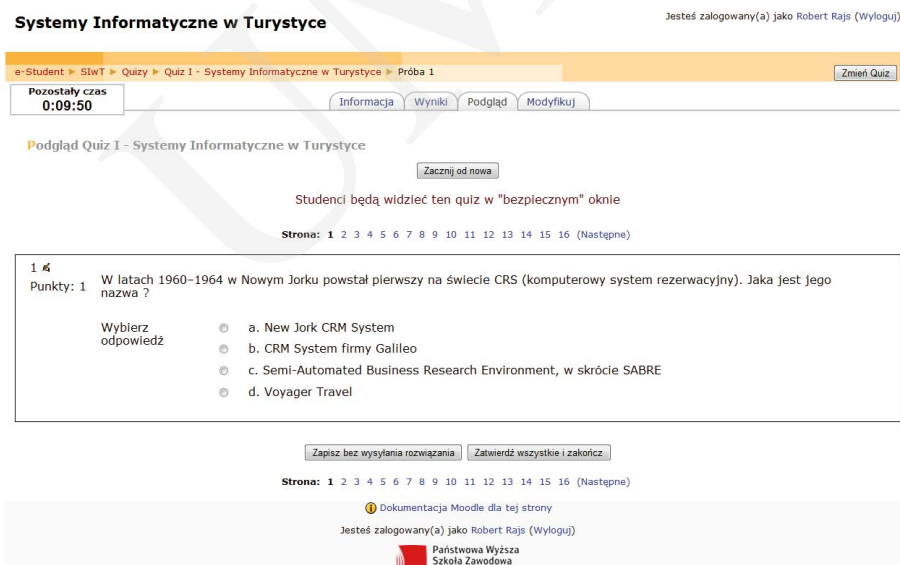 Systemy Informatyczne w Turystyce
Jesteś zalogowany(a) jako Robert Rajs (Wyloguj)
e-Student ► SIwT ► Quizy ► Quiz I - Systemy Informatyczne w Turystyce ► Próba 1
Zmień Quiz
Pozostały czas
0:09:50
Informacja Wyniki Podgląd Modyfikuj
Podgląd Quiz I - Systemy Informatyczne w Turystyce
Zacznij od nowa
Studenci będą widzieć ten quiz w "bezpiecznym" oknie
Strona: 1 2 3 4 5 6 7 8 9 10 11 12 13 14 15 16 (Następne)
1
Punkty: 1
W latach 1960–1964 w Nowym Jorku powstał pierwszy na świecie CRS (komputerowy system rezerwacyjny). Jaka jest jego
nazwa ?
Wybierz
odpowiedź
a. New Jork CRM System
b. CRM System firmy Galileo
c. Semi-Automated Business Research Environment, w skrócie SABRE
d. Voyager Travel
Zapisz bez wysyłania rozwiązania Zatwierdź wszystkie i zakończ
Strona: 1 2 3 4 5 6 7 8 9 10 11 12 13 14 15 16 (Następne)
Dokumentacja Moodle dla tej strony
Jesteś zalogowany(a) jako Robert Rajs (Wyloguj)
Państwowa Wyższa
Szkoła Zawodowa